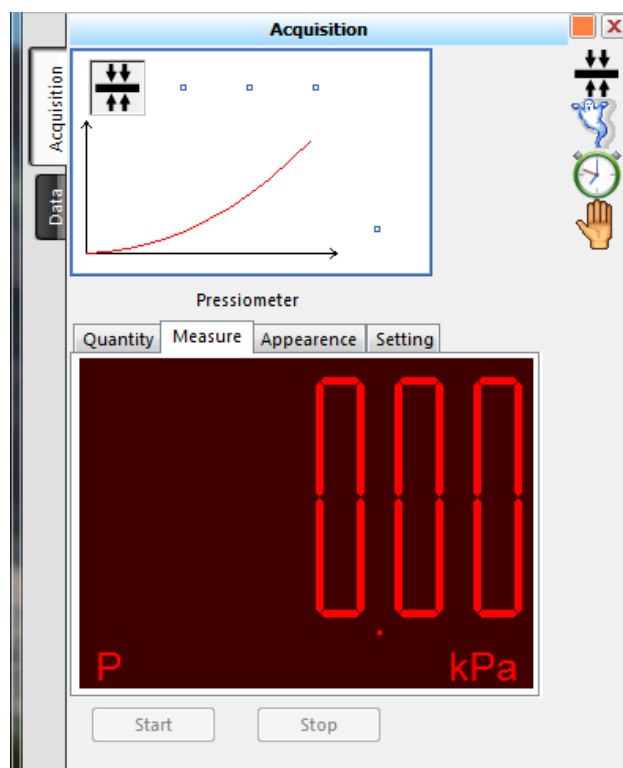 Acquisition
Acquisition
Data
Pressiometer
Quantity Measure Appearence Setting
0.00
P kPa
Start Stop